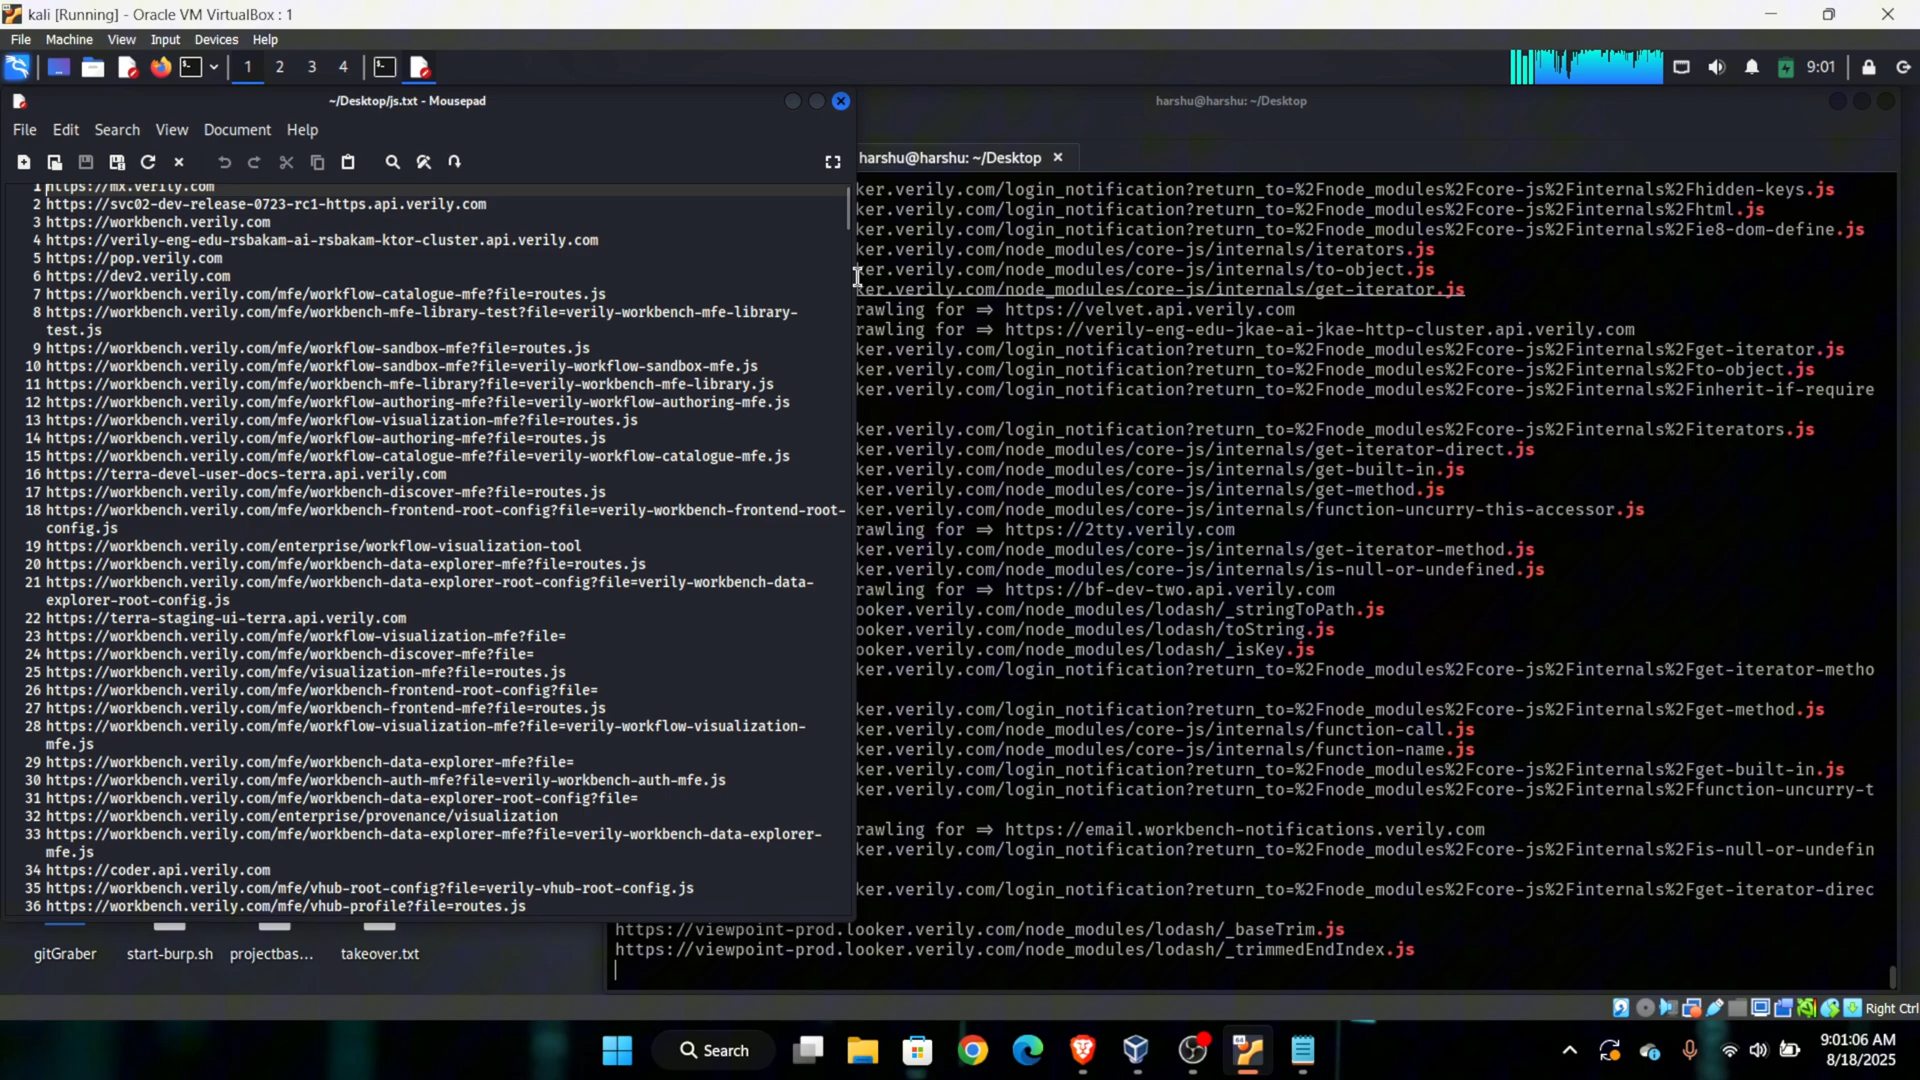 kali [Running] - Oracle VM VirtualBox : 1
File Machine View Input Devices Help
1 2 3 4
9:01
~/Desktop/js.txt - Mousepad
File Edit Search View Document Help
1 https://mx.verily.com
2 https://svc02-dev-release-0723-rc1-https.api.verily.com
3 https://workbench.verily.com
4 https://verily-eng-edu-rsbakam-ai-rsbakam-ktor-cluster.api.verily.com
5 https://pop.verily.com
6 https://dev2.verily.com
7 https://workbench.verily.com/mfe/workflow-catalogue-mfe?file=routes.js
8 https://workbench.verily.com/mfe/workbench-mfe-library-test?file=verily-workbench-mfe-library-
test.js
9 https://workbench.verily.com/mfe/workflow-sandbox-mfe?file=routes.js
10 https://workbench.verily.com/mfe/workflow-sandbox-mfe?file=verily-workflow-sandbox-mfe.js
11 https://workbench.verily.com/mfe/workbench-mfe-library?file=verily-workbench-mfe-library.js
12 https://workbench.verily.com/mfe/workflow-authoring-mfe?file=verily-workflow-authoring-mfe.js
13 https://workbench.verily.com/mfe/workflow-visualization-mfe?file=routes.js
14 https://workbench.verily.com/mfe/workflow-authoring-mfe?file=routes.js
15 https://workbench.verily.com/mfe/workflow-catalogue-mfe?file=verily-workflow-catalogue-mfe.js
16 https://terra-devel-user-docs-terra.api.verily.com
17 https://workbench.verily.com/mfe/workbench-discover-mfe?file=routes.js
18 https://workbench.verily.com/mfe/workbench-frontend-root-config?file=verily-workbench-frontend-root-
config.js
19 https://workbench.verily.com/enterprise/workflow-visualization-tool
20 https://workbench.verily.com/mfe/workbench-data-explorer-mfe?file=routes.js
21 https://workbench.verily.com/mfe/workbench-data-explorer-root-config?file=verily-workbench-data-
explorer-root-config.js
22 https://terra-staging-ui-terra.api.verily.com
23 https://workbench.verily.com/mfe/workflow-visualization-mfe?file=
24 https://workbench.verily.com/mfe/workbench-discover-mfe?file=
25 https://workbench.verily.com/mfe/visualization-mfe?file=routes.js
26 https://workbench.verily.com/mfe/workbench-frontend-root-config?file=
27 https://workbench.verily.com/mfe/workbench-frontend-mfe?file=routes.js
28 https://workbench.verily.com/mfe/workflow-visualization-mfe?file=verily-workflow-visualization-
mfe.js
29 https://workbench.verily.com/mfe/workbench-data-explorer-mfe?file=
30 https://workbench.verily.com/mfe/workbench-auth-mfe?file=verily-workbench-auth-mfe.js
31 https://workbench.verily.com/mfe/workbench-data-explorer-root-config?file=
32 https://workbench.verily.com/enterprise/provenance/visualization
33 https://workbench.verily.com/mfe/workbench-data-explorer-mfe?file=verily-workbench-data-explorer-
mfe.js
34 https://coder.api.verily.com
35 https://workbench.verily.com/mfe/vhub-root-config?file=verily-vhub-root-config.js
36 https://workbench.verily.com/mfe/vhub-profile?file=routes.js
harshu@harshu: ~/Desktop
harshu@harshu: ~/Desktop
ker.verily.com/login_notification?return_to=%2Fnode_modules%2Fcore-js%2Finternals%2Fhidden-keys.js
ker.verily.com/login_notification?return_to=%2Fnode_modules%2Fcore-js%2Finternals%2Fhtml.js
ker.verily.com/login_notification?return_to=%2Fnode_modules%2Fcore-js%2Finternals%2Fie8-dom-define.js
ker.verily.com/node_modules/core-js/internals/iterators.js
ker.verily.com/node_modules/core-js/internals/to-object.js
ker.verily.com/node_modules/core-js/internals/get-iterator.js
rawling for ⇒ https://velvet.api.verily.com
rawling for ⇒ https://verily-eng-edu-jkae-ai-jkae-http-cluster.api.verily.com
ker.verily.com/login_notification?return_to=%2Fnode_modules%2Fcore-js%2Finternals%2Fget-iterator.js
ker.verily.com/login_notification?return_to=%2Fnode_modules%2Fcore-js%2Finternals%2Fto-object.js
ker.verily.com/login_notification?return_to=%2Fnode_modules%2Fcore-js%2Finternals%2Finherit-if-require
ker.verily.com/login_notification?return_to=%2Fnode_modules%2Fcore-js%2Finternals%2Fiterators.js
ker.verily.com/node_modules/core-js/internals/get-iterator-direct.js
ker.verily.com/node_modules/core-js/internals/get-built-in.js
ker.verily.com/node_modules/core-js/internals/get-method.js
ker.verily.com/node_modules/core-js/internals/function-uncurry-this-accessor.js
rawling for ⇒ https://2tty.verily.com
ker.verily.com/node_modules/core-js/internals/get-iterator-method.js
ker.verily.com/node_modules/core-js/internals/is-null-or-undefined.js
rawling for ⇒ https://bf-dev-two.api.verily.com
ooker.verily.com/node_modules/lodash/_stringToPath.js
ooker.verily.com/node_modules/lodash/toString.js
ooker.verily.com/node_modules/lodash/_isKey.js
ker.verily.com/login_notification?return_to=%2Fnode_modules%2Fcore-js%2Finternals%2Fget-iterator-metho
ker.verily.com/login_notification?return_to=%2Fnode_modules%2Fcore-js%2Finternals%2Fget-method.js
ker.verily.com/node_modules/core-js/internals/function-call.js
ker.verily.com/node_modules/core-js/internals/function-name.js
ker.verily.com/login_notification?return_to=%2Fnode_modules%2Fcore-js%2Finternals%2Fget-built-in.js
ker.verily.com/login_notification?return_to=%2Fnode_modules%2Fcore-js%2Finternals%2Ffunction-uncurry-t
rawling for ⇒ https://email.workbench-notifications.verily.com
ker.verily.com/login_notification?return_to=%2Fnode_modules%2Fcore-js%2Finternals%2Fis-null-or-undefin
ker.verily.com/login_notification?return_to=%2Fnode_modules%2Fcore-js%2Finternals%2Fget-iterator-direc
https://viewpoint-prod.looker.verily.com/node_modules/lodash/_baseTrim.js
https://viewpoint-prod.looker.verily.com/node_modules/lodash/_trimmedEndIndex.js
gitGraber start-burp.sh projectbas... takeover.txt
Right Ctrl
Search
9:01:06 AM
8/18/2025